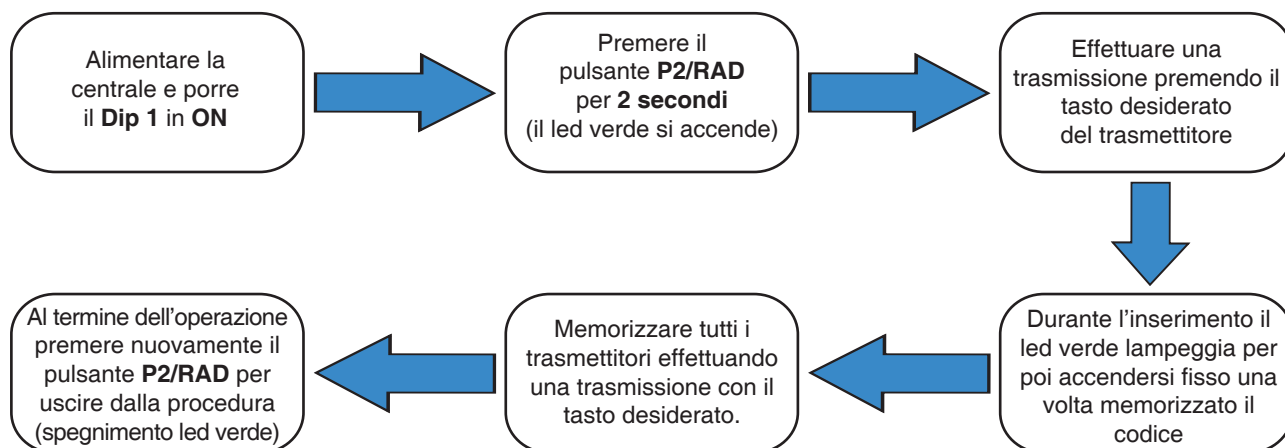 Alimentare la
centrale e porre
il Dip 1 in ON
Premere il
pulsante P2/RAD
per 2 secondi
(il led verde si accende)
Effettuare una
trasmissione premendo il
tasto desiderato
del trasmettitore
Durante l'inserimento il
led verde lampeggia per
poi accendersi fisso una
volta memorizzato il
codice
Memorizzare tutti i
trasmettitori effettuando
una trasmissione con il
tasto desiderato.
Al termine dell'operazione
premere nuovamente il
pulsante P2/RAD per
uscire dalla procedura
(spegnimento led verde)